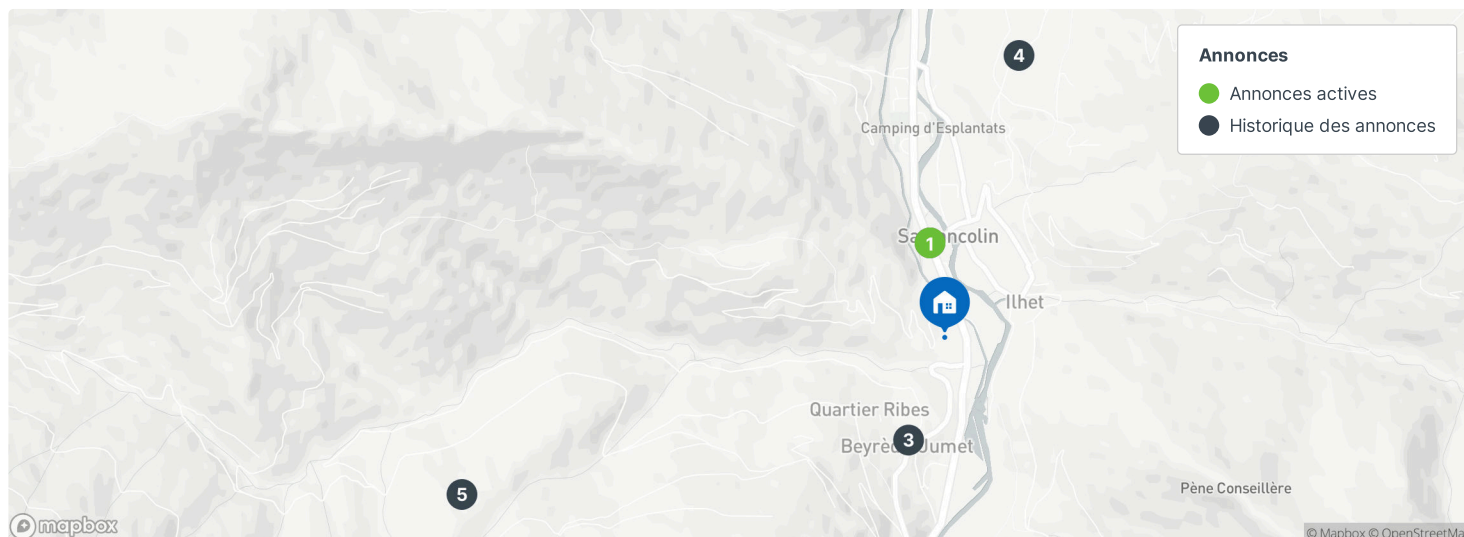 4
Annonces
Annonces actives
Historique des annonces
Camping d'Esplantats
1
Ilhet
Quartier Ribes
3
5
Pène Conseillère
mapbox
© Mapbox © OpenStreetMa